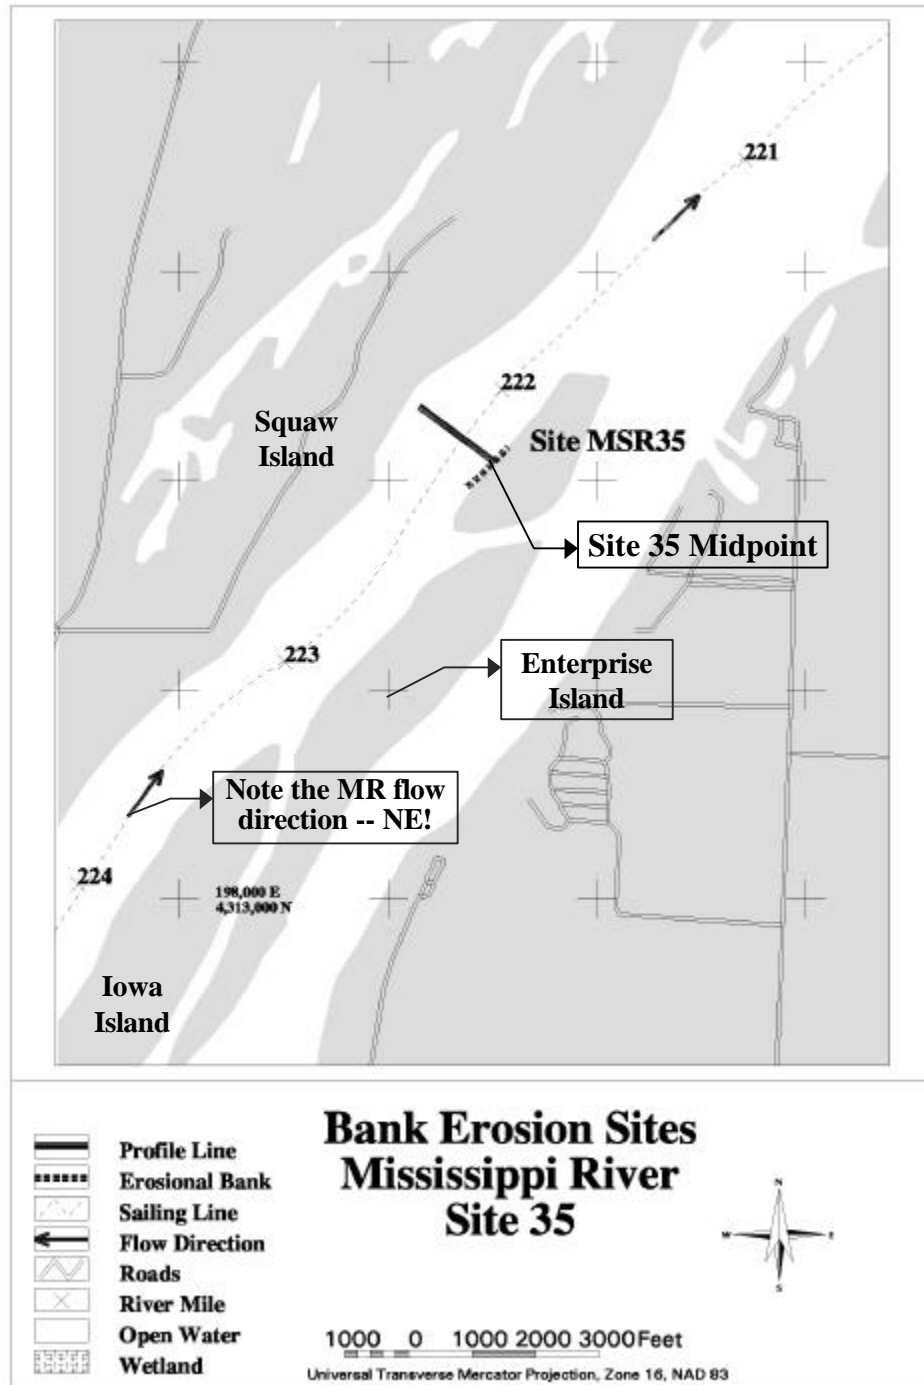 221
222
Squaw
Island
Site MSR35
Site 35 Midpoint
223
Enterprise
Island
Note the MR flow
direction -- NE!
224
198,000 E
4,313,000 N
Iowa
Island
Bank Erosion Sites
Mississippi River
Site 35
Profile Line
Erosional Bank
Sailing Line
Flow Direction
Roads
River Mile
Open Water
Wetland
N
W
E
S
1000 0 1000 2000 3000 Feet
Universal Transverse Mercator Projection, Zone 16, NAD 83